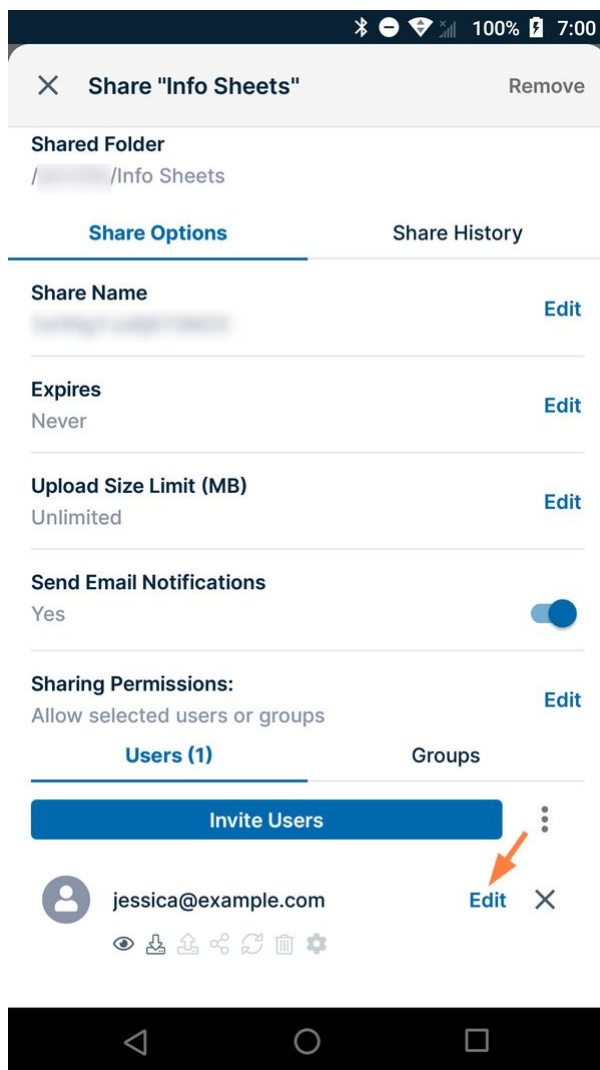 100% 7:00
Share "Info Sheets" Remove
Shared Folder
/ /Info Sheets
Share Options Share History
Share Name
Edit
Expires
Never
Edit
Upload Size Limit (MB)
Unlimited
Edit
Send Email Notifications
Yes
Sharing Permissions:
Allow selected users or groups
Edit
Users (1) Groups
Invite Users
jessica@example.com Edit